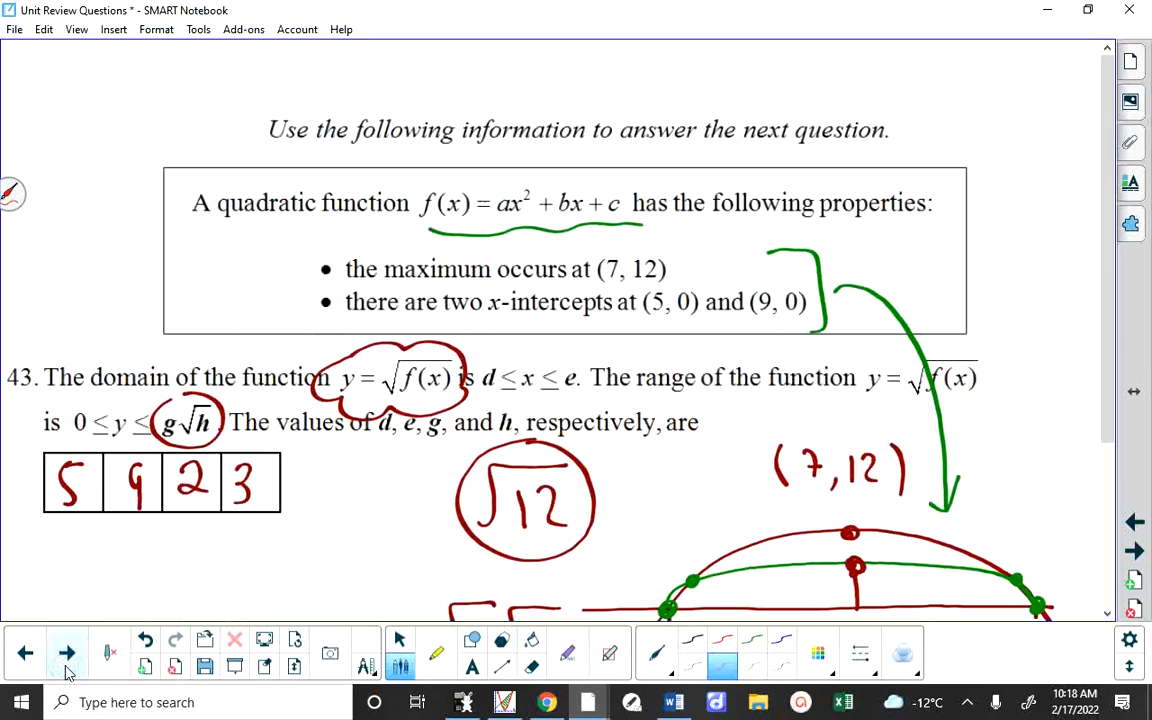 Unit Review Questions * - SMART Notebook
File Edit View Insert Format Tools Add-ons Account Help
Use the following information to answer the next question.
A quadratic function f(x) = ax² + bx + c has the following properties:
• the maximum occurs at (7, 12)
• there are two x-intercepts at (5, 0) and (9, 0)
43. The domain of the function y = √f(x) is d ≤ x ≤ e. The range of the function y = √f(x)
is 0 ≤ y ≤ g√h. The values of d, e, g, and h, respectively, are
5 9 2 3
√12
(7, 12)
Type here to search
-12°C
10:18 AM
2/17/2022